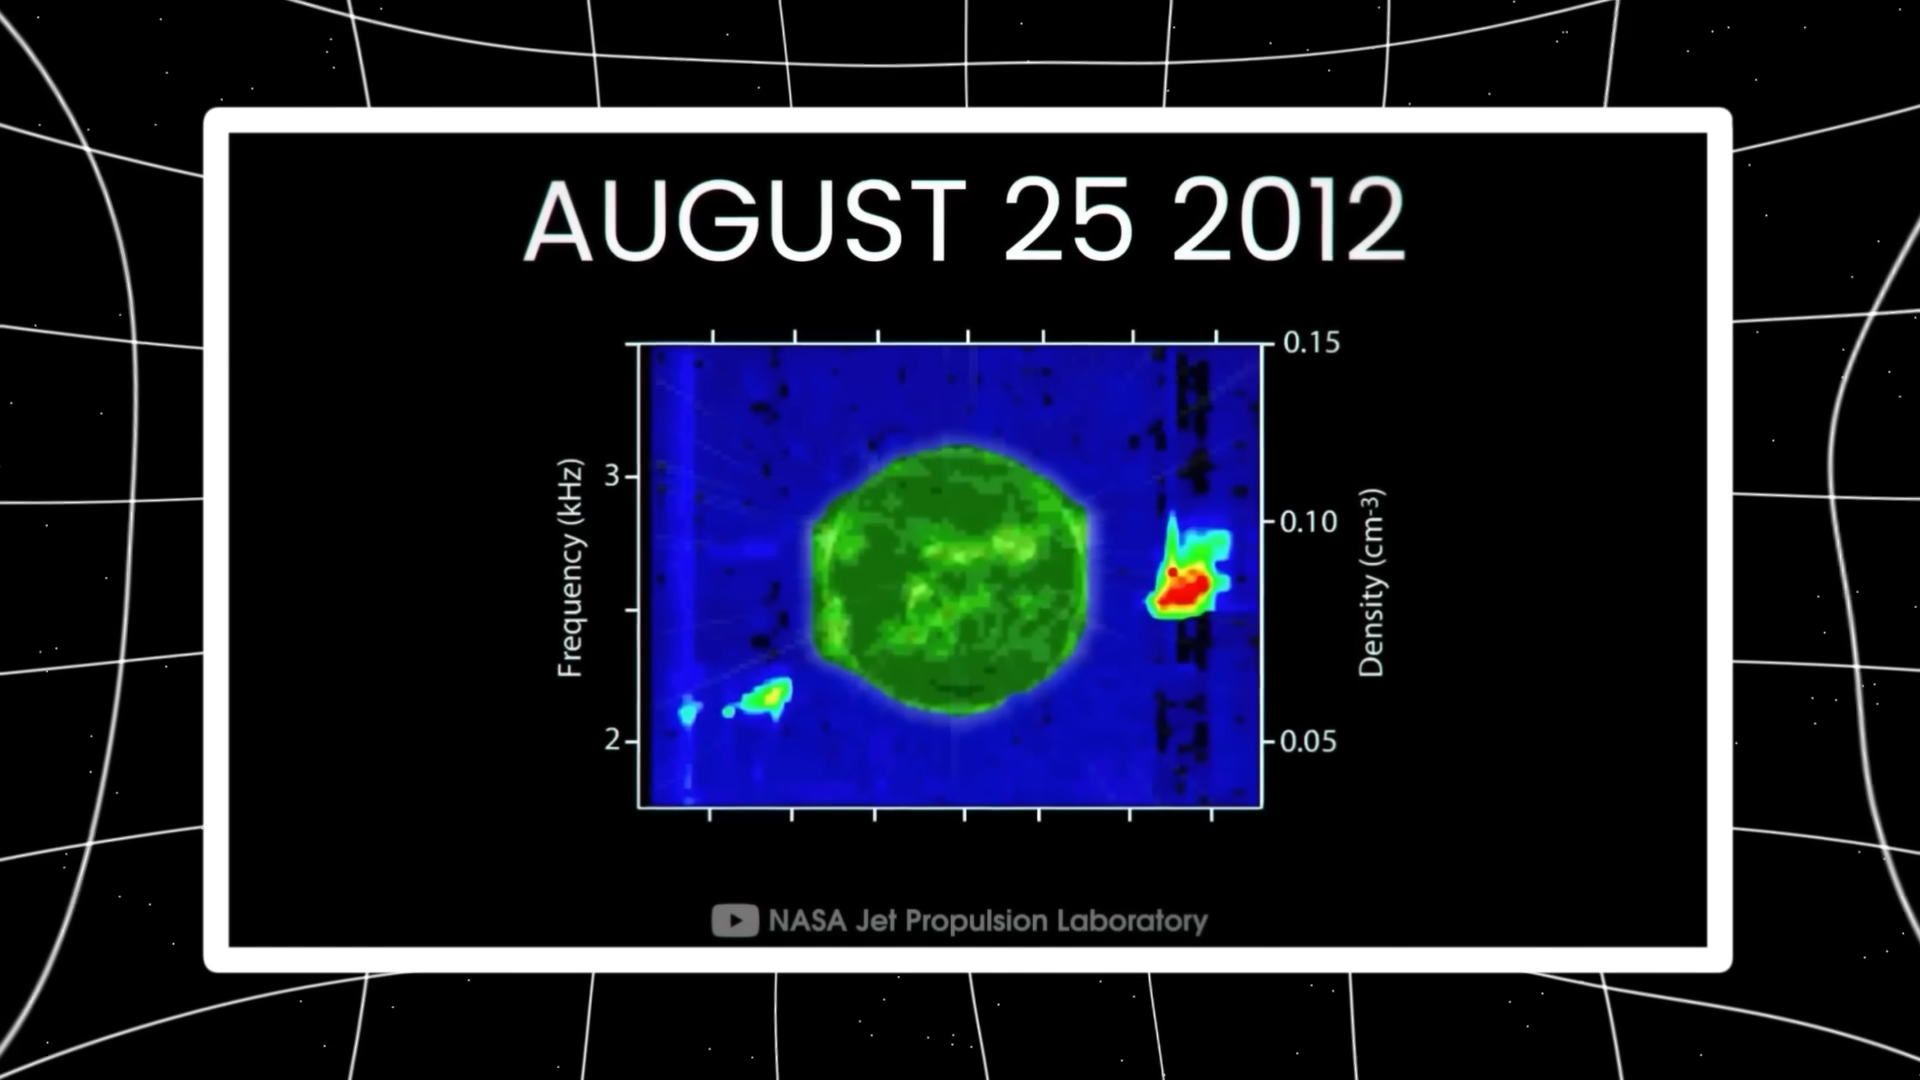 AUGUST 25 2012
0.15
3
0.10
Frequency (kHz)
Density (cm-3)
2
0.05
NASA Jet Propulsion Laboratory